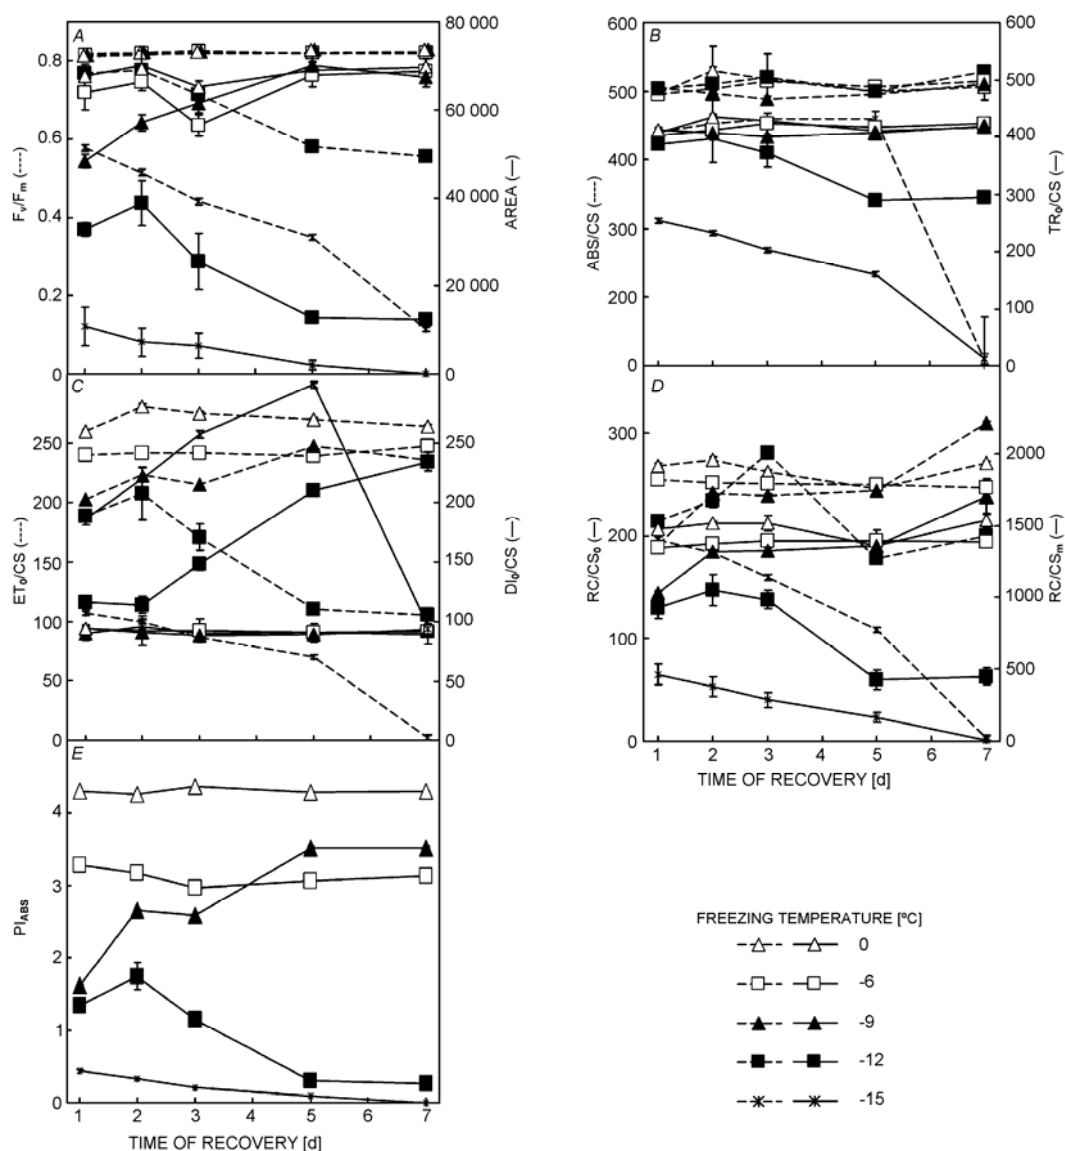 A
0.8
0.6
0.4
0.2
0
Fv/Fm (----)
80 000
60 000
40 000
20 000
0
AREA (—)
B
600
500
400
300
200
0
ABS/CS (----)
600
500
400
300
200
100
0
TR0/CS (—)
C
250
200
150
100
50
0
ET0/CS (----)
250
200
150
100
50
0
DI0/CS (—)
D
300
200
100
0
RC/CS0 (—)
2000
1500
1000
500
0
RC/CSm (—)
1 2 3 4 5 6 7
TIME OF RECOVERY [d]
E
4
3
2
1
0
PIABS
1 2 3 4 5 6 7
TIME OF RECOVERY [d]
FREEZING TEMPERATURE [ºC]
0
-6
-9
-12
-15